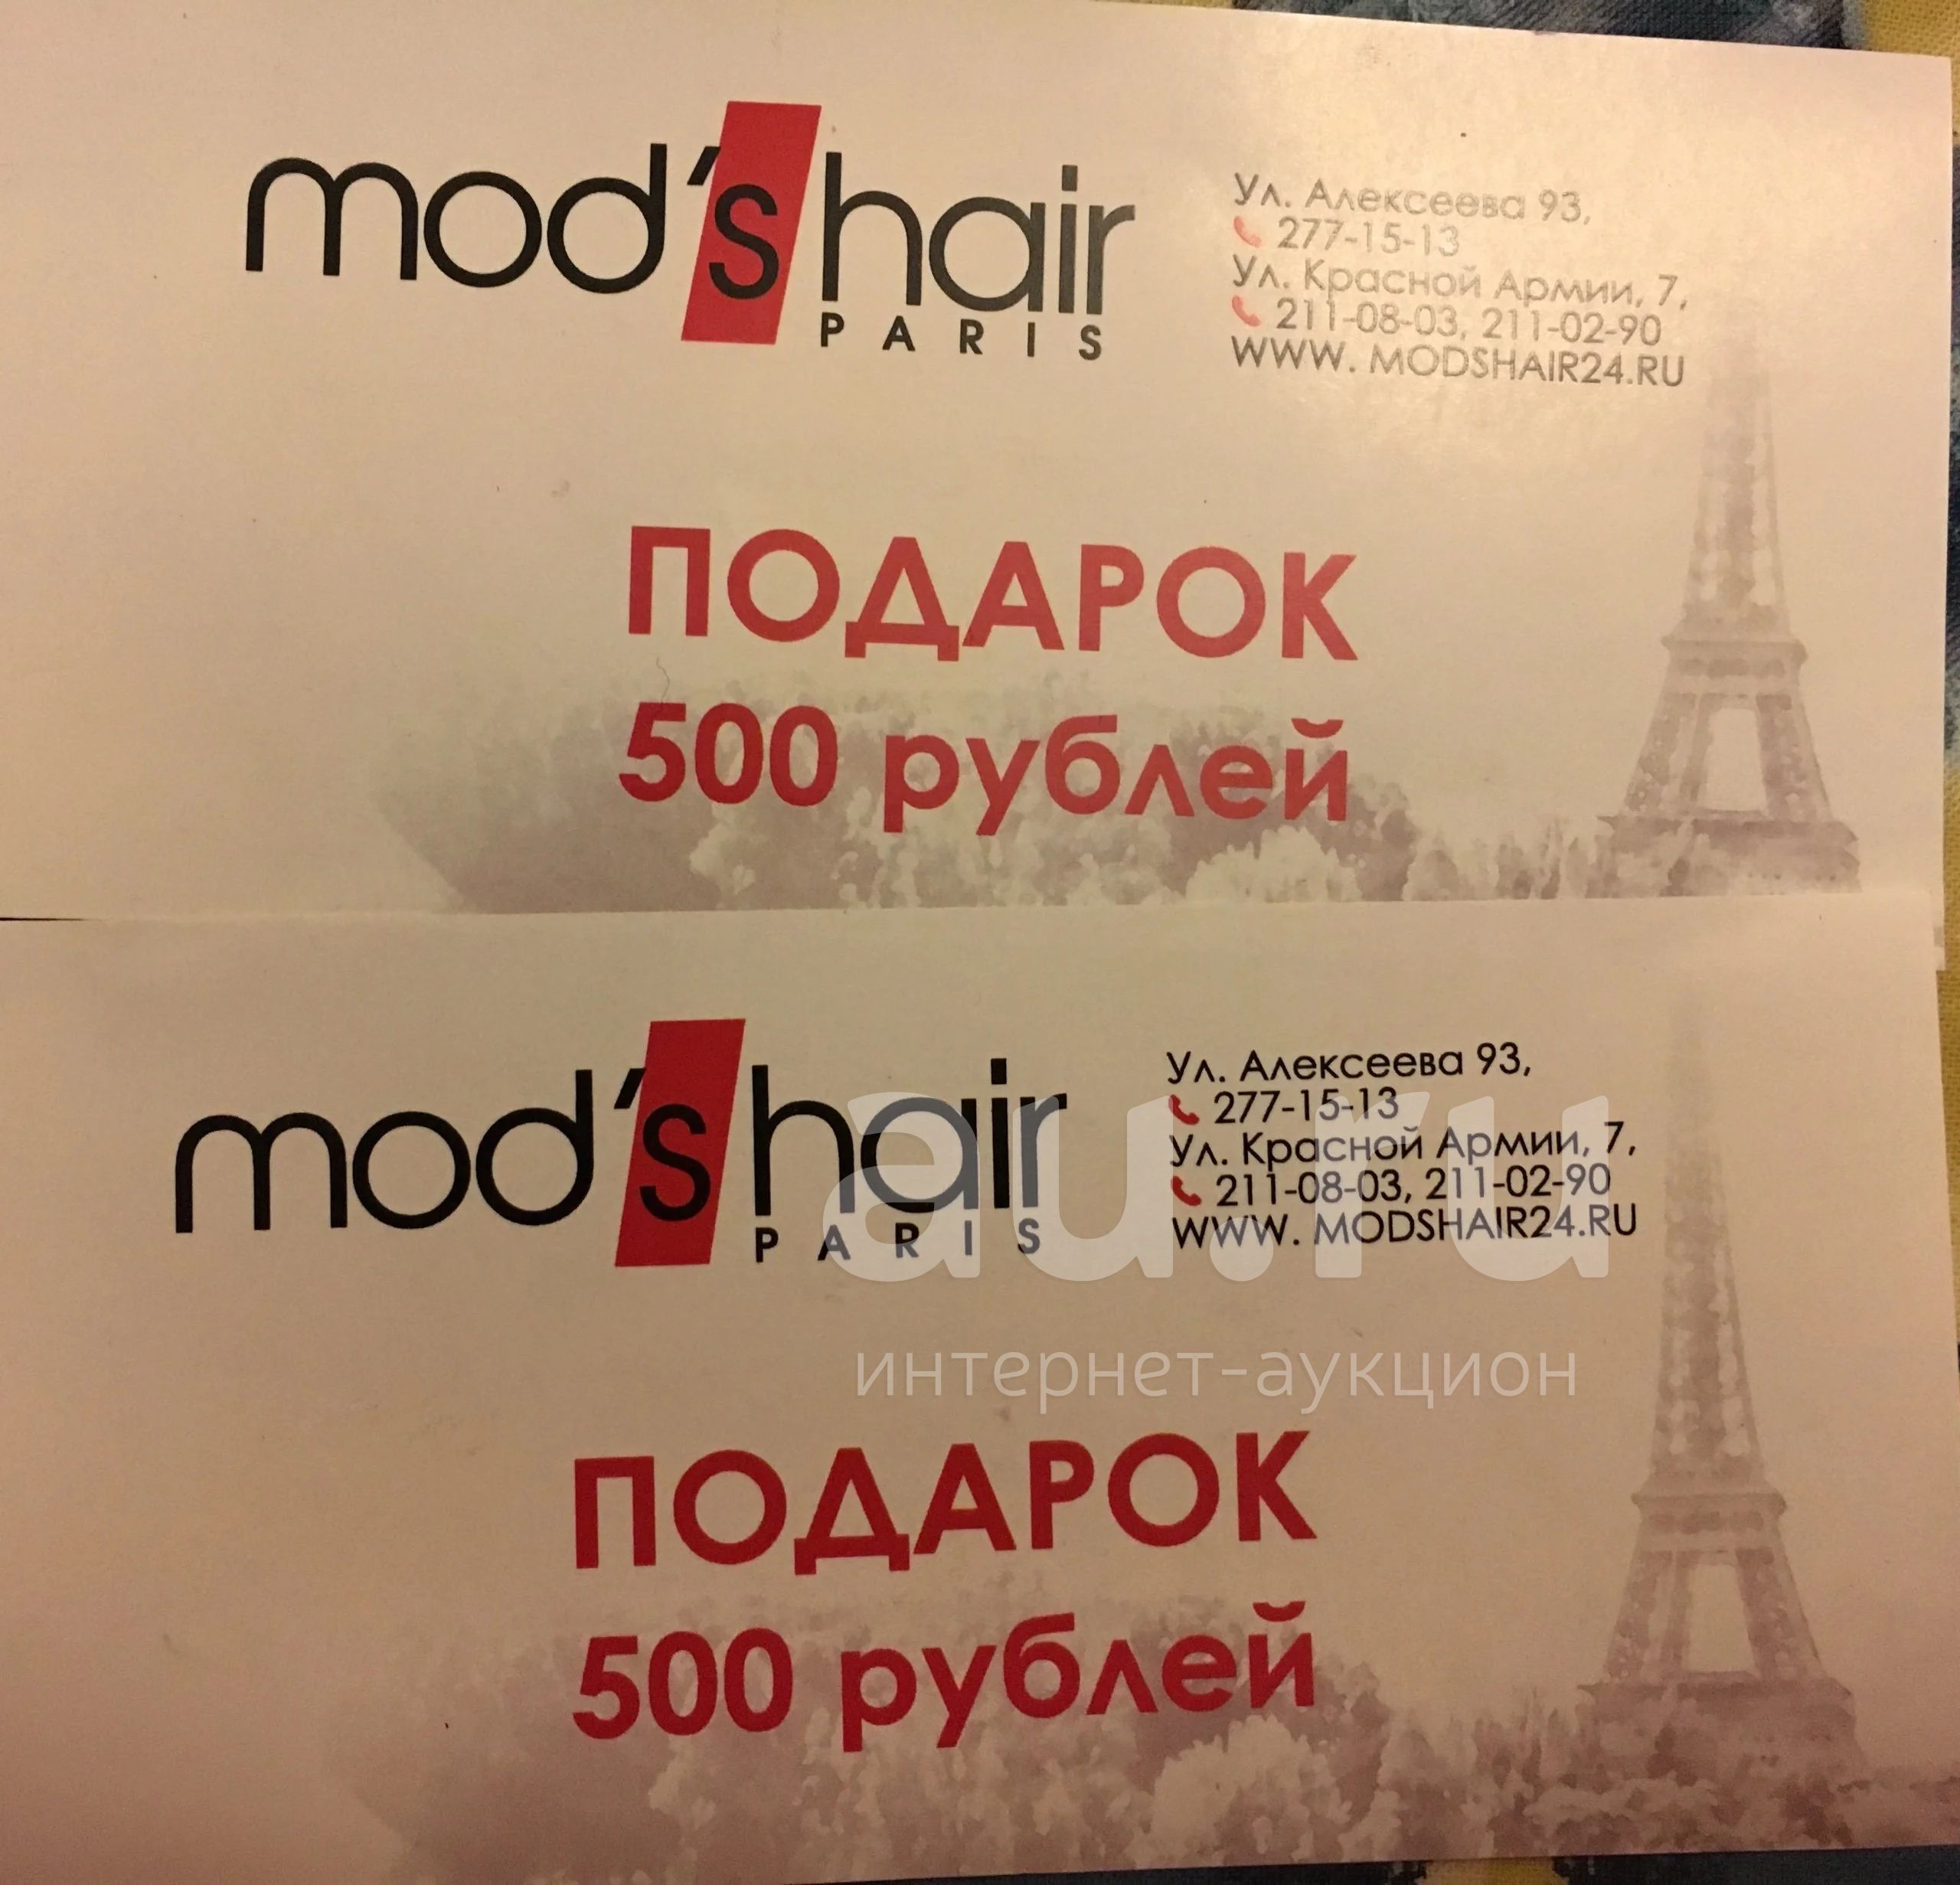 mod's hair
PARIS
Ул. Алексеева 93,
277-15-13
Ул. Красной Армии, 7,
211-08-03, 211-02-90
WWW. MODSHAIR24.RU
ПОДАРОК
500 рублей
mod's hair
PARIS
Ул. Алексеева 93,
277-15-13
Ул. Красной Армии, 7,
211-08-03, 211-02-90
WWW. MODSHAIR24.RU
au.ru
интернет-аукцион
ПОДАРОК
500 рублей